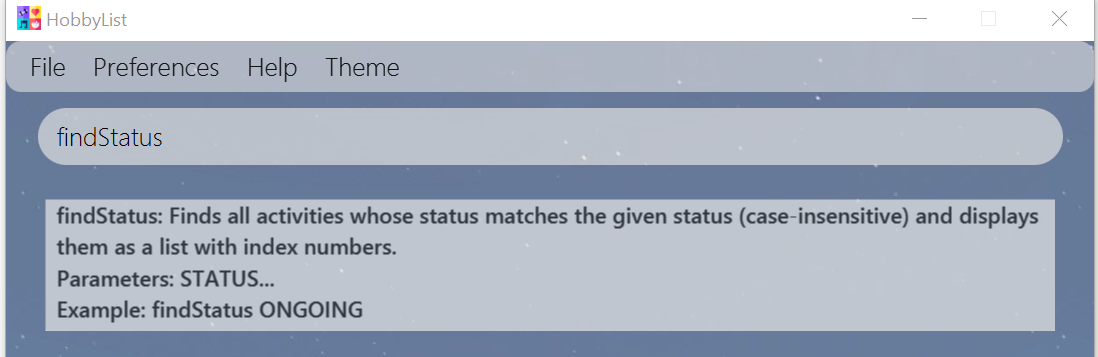 HobbyList
File Preferences Help Theme
findStatus
findStatus: Finds all activities whose status matches the given status (case-insensitive) and displays
them as a list with index numbers.
Parameters: STATUS...
Example: findStatus ONGOING